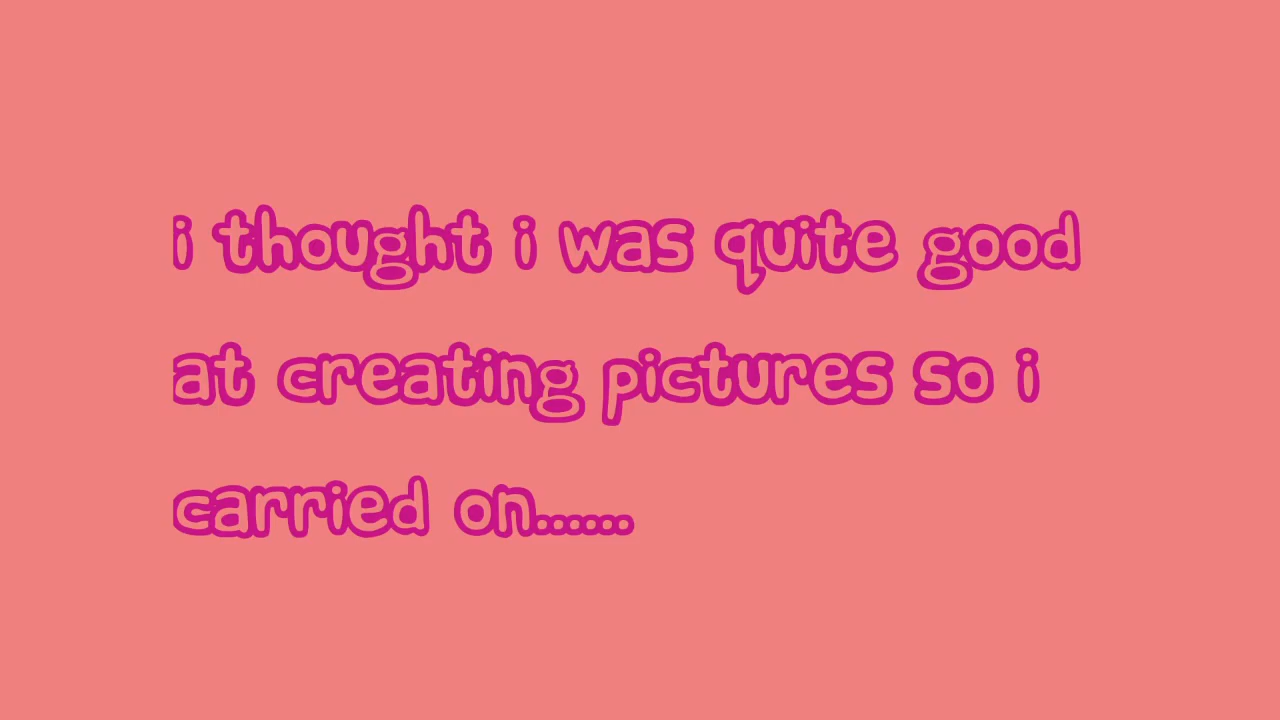 i thought i was quite good
at creating pictures so i
carried on......